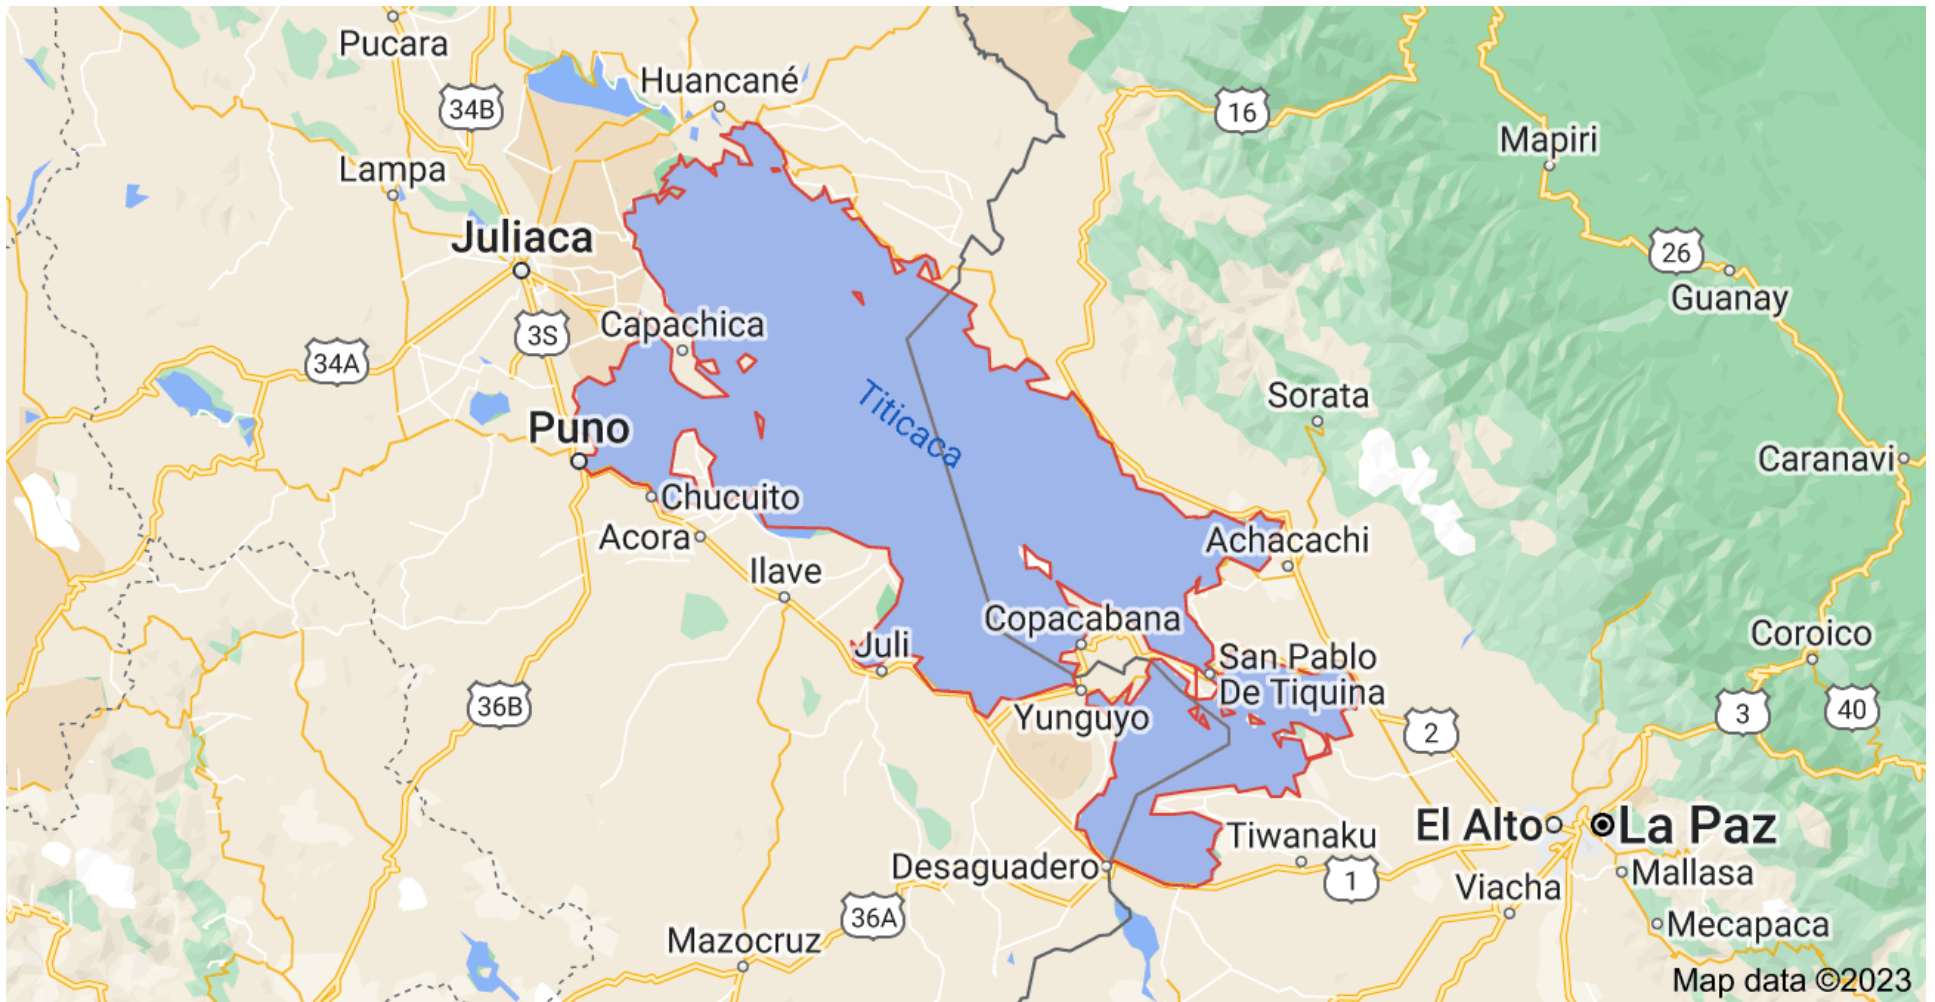 Pucara
Huancané
34B
16
Mapiri
Lampa
Juliaca
26
Guanay
3S
Capachica
34A
Titicaca
Sorata
Puno
Caranavi
Chucuito
Acora
Achacachi
Ilave
Copacabana
Coroico
Juli
San Pablo
De Tiquina
36B
Yunguyo
2
3
40
El Alto
La Paz
Tiwanaku
Desaguadero
1
Viacha
Mallasa
36A
Mecapaca
Mazocruz
Map data ©2023